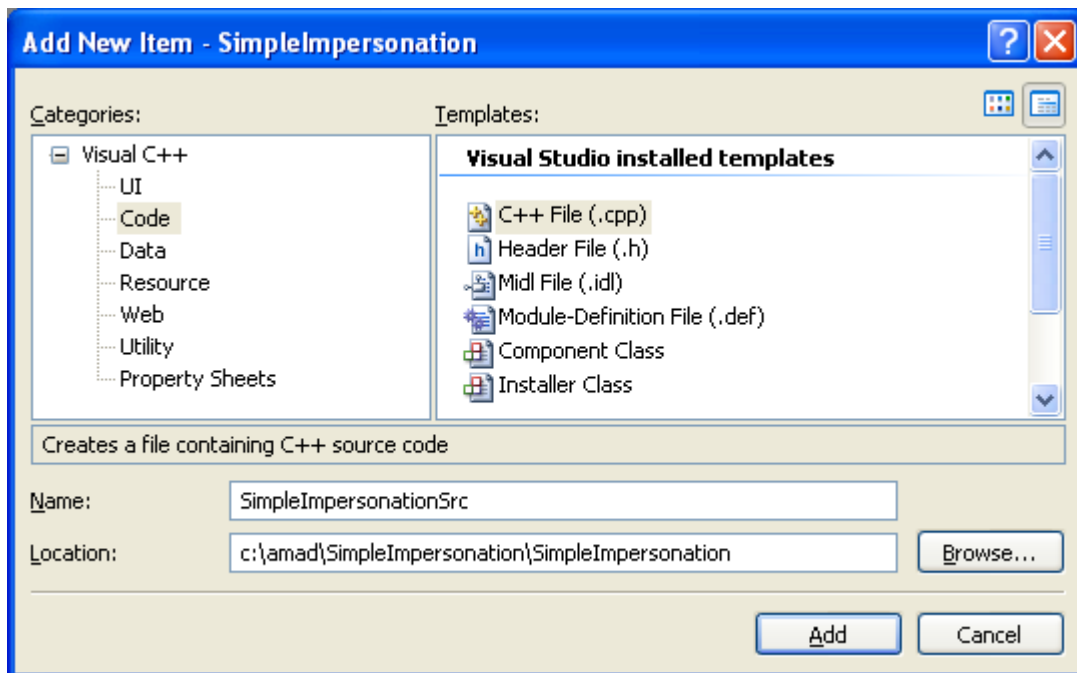 Add New Item - SimpleImpersonation
Categories:
Visual C++
UI
Code
Data
Resource
Web
Utility
Property Sheets
Templates:
Visual Studio installed templates
C++ File (.cpp)
Header File (.h)
Midl File (.idl)
Module-Definition File (.def)
Component Class
Installer Class
Creates a file containing C++ source code
Name: SimpleImpersonationSrc
Location: c:\amad\SimpleImpersonation\SimpleImpersonation Browse...
Add Cancel